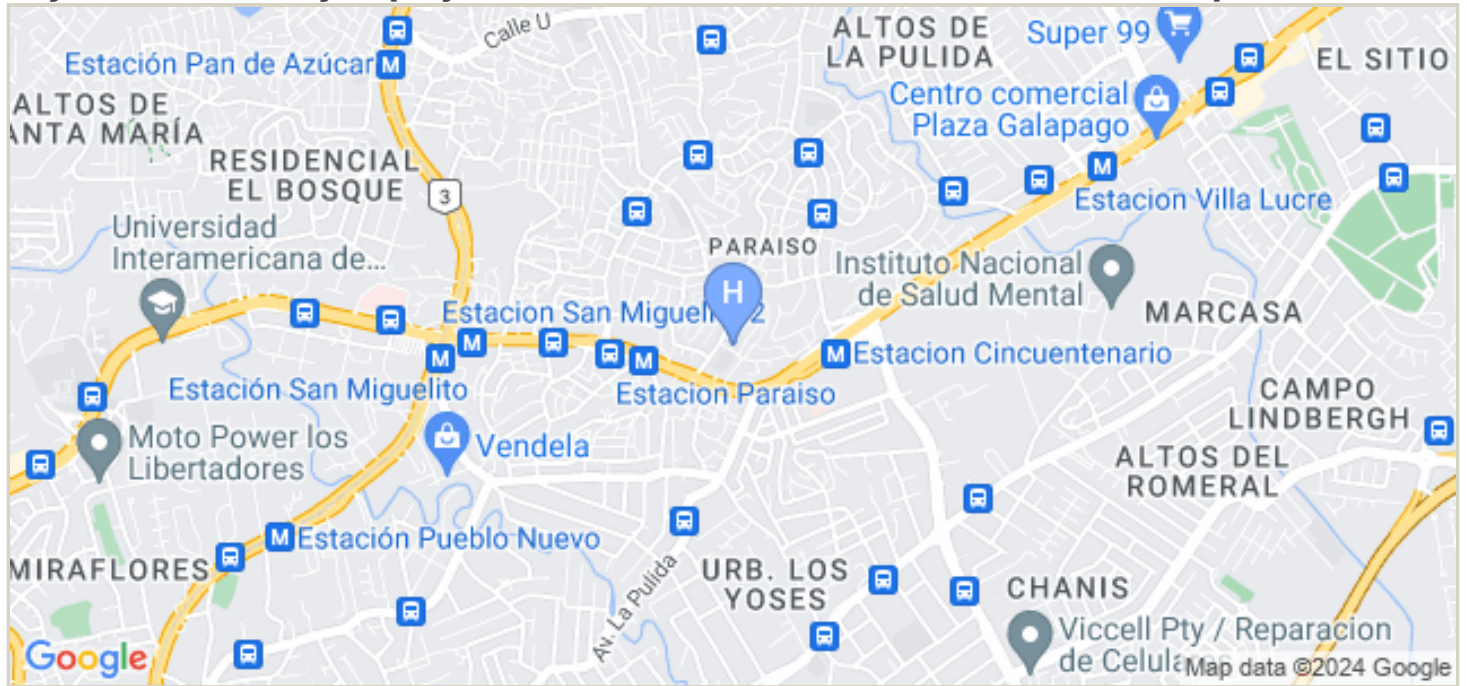 Calle U
ALTOS DE
LA PULIDA
Super 99
EL SITIO
Estación Pan de Azúcar
M
ALTOS DE
ANTA MARÍA
Centro comercial
Plaza Galapago
RESIDENCIAL
EL BOSQUE
3
M
Estacion Villa Lucre
Universidad
Interamericana de...
PARAISO
Instituto Nacional
de Salud Mental
H
MARCASA
Estacion San Miguel
2
M
M
Estación San Miguelito
M
Estacion Paraiso
M
Estacion Cincuentenario
CAMPO
LINDBERGH
Moto Power los
Libertadores
Vendela
ALTOS DEL
ROMERAL
M
Estación Pueblo Nuevo
MIRAFLORES
Av. La Pulida
URB. LOS
YOSES
CHANIS
Viccell Pty / Reparacion
de Celula
Google
Map data ©2024 Google